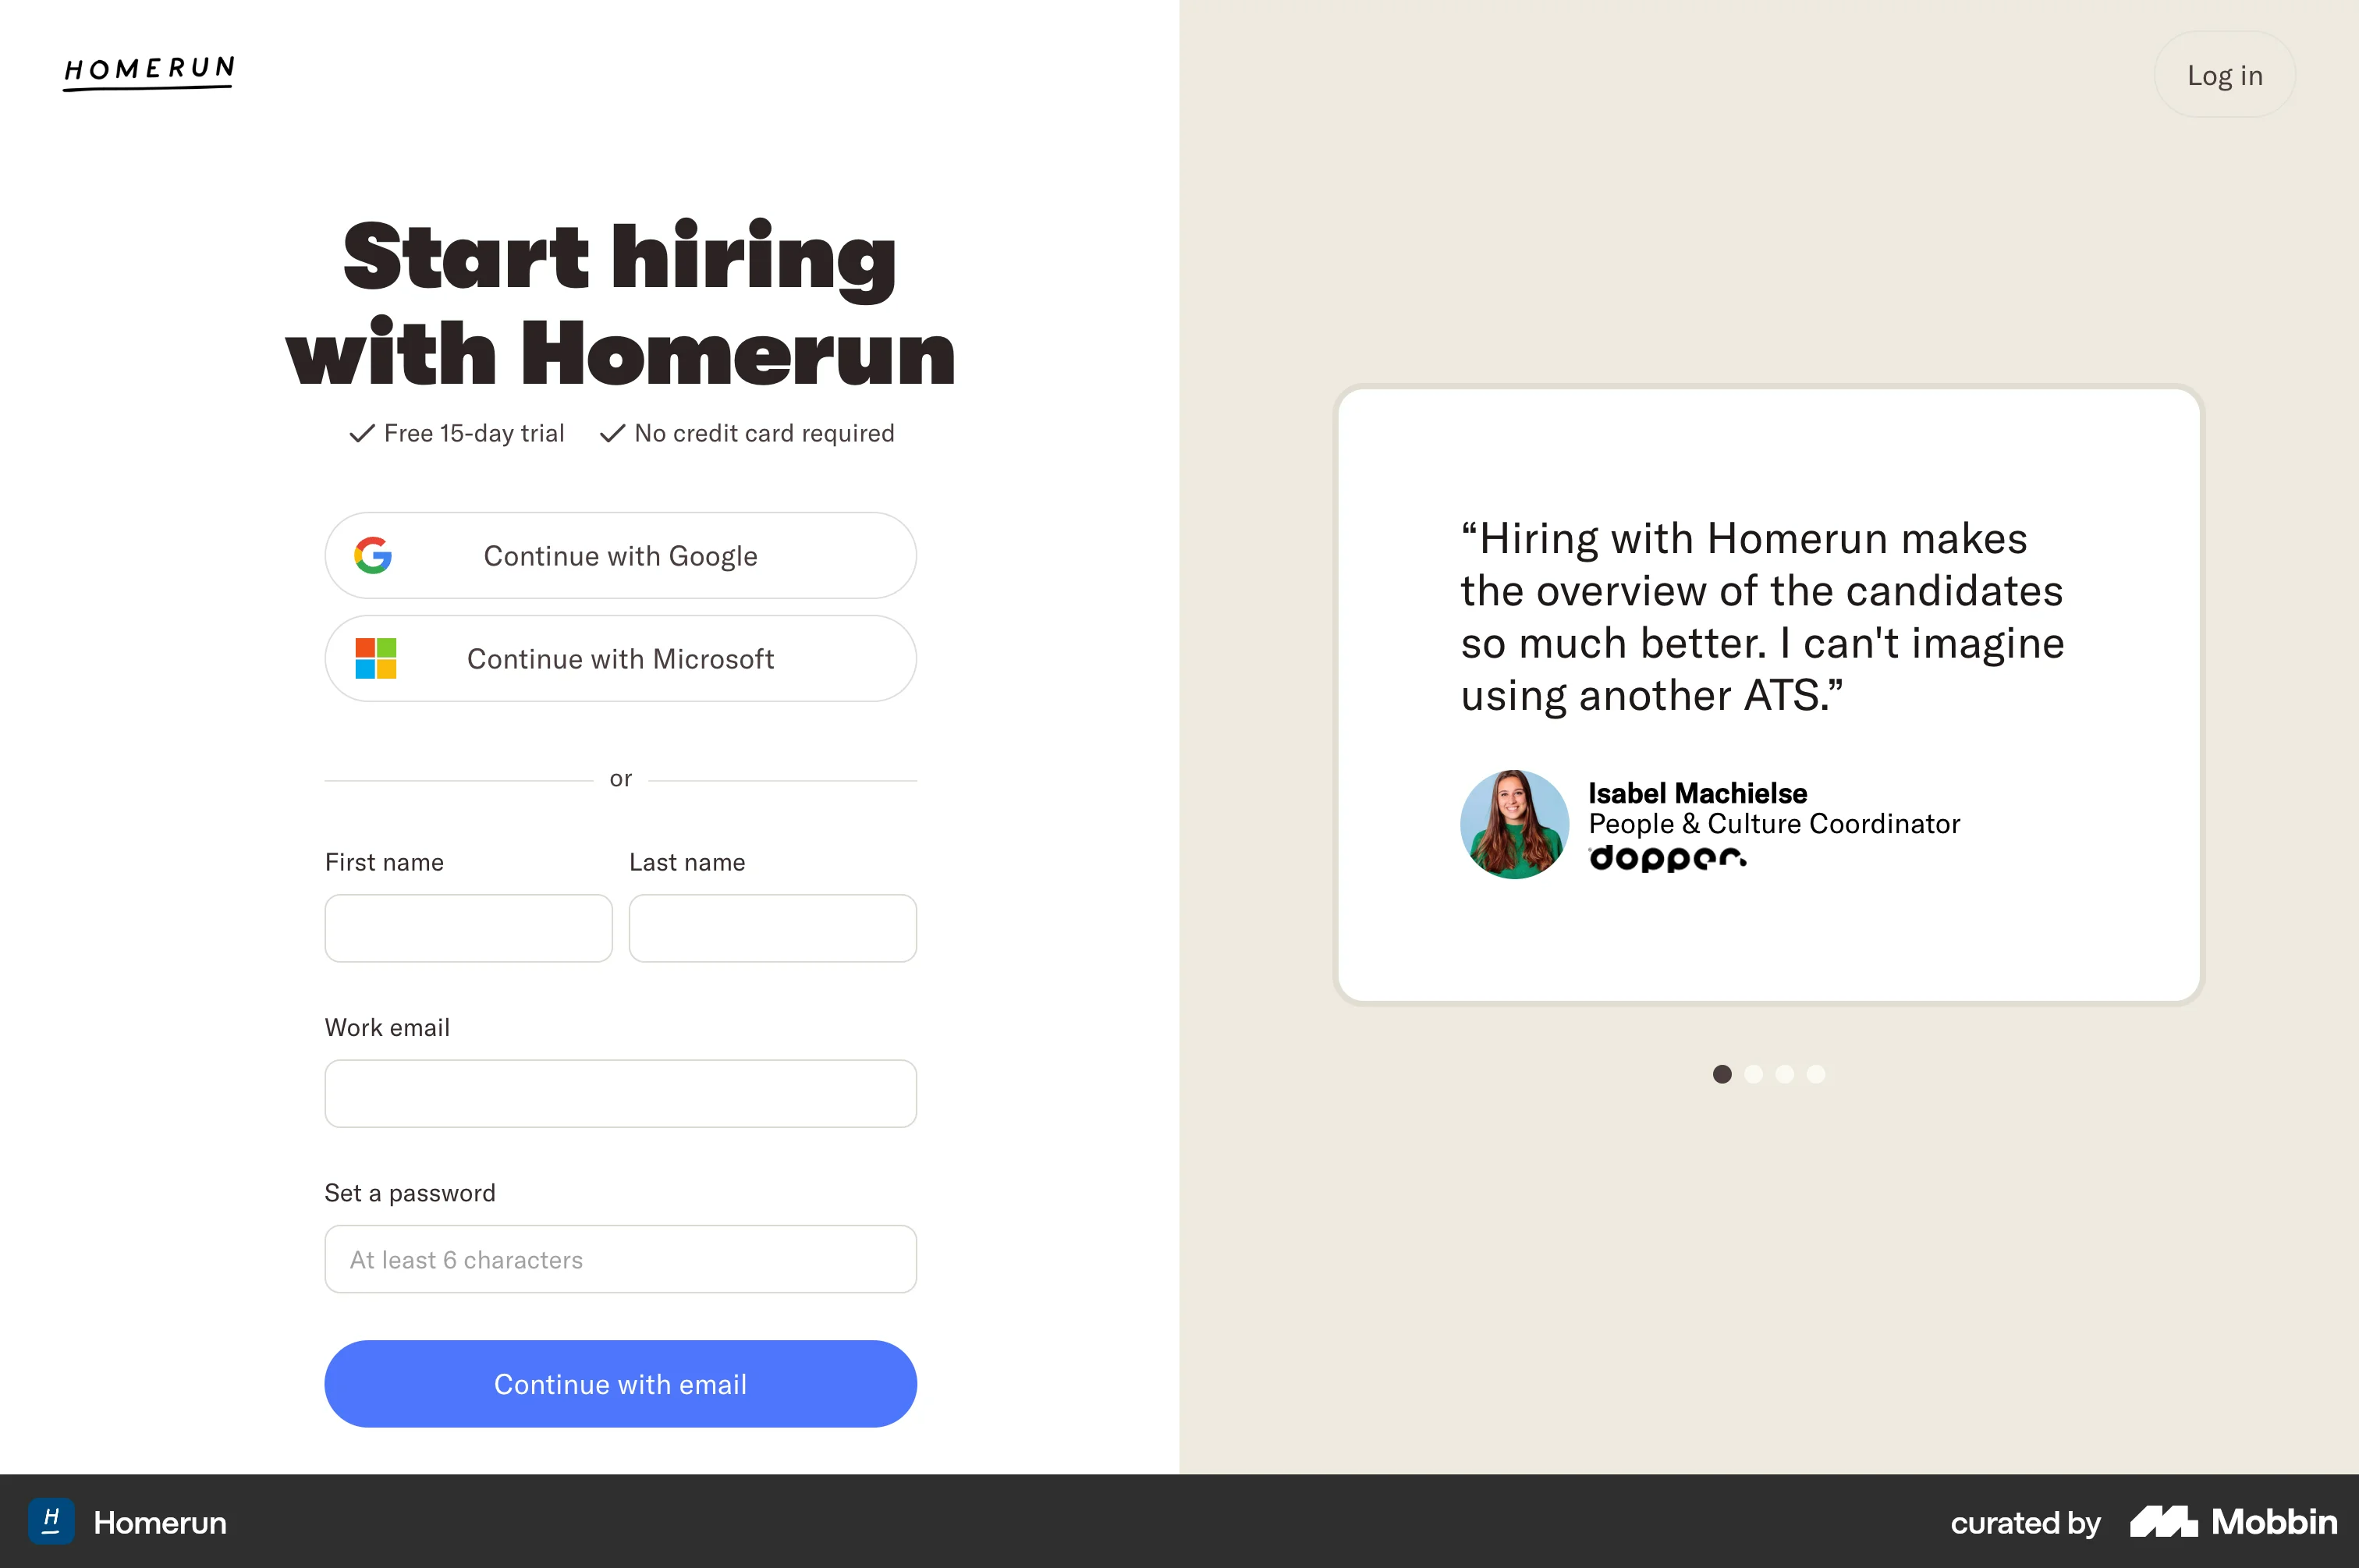 HOMERUN
Log in
Start hiring
with Homerun
Free 15-day trial
No credit card required
Continue with Google
Continue with Microsoft
or
First name
Last name
Work email
Set a password
At least 6 characters
Continue with email
“Hiring with Homerun makes
the overview of the candidates
so much better. I can't imagine
using another ATS.”
Isabel Machielse
People & Culture Coordinator
dopper.
H
Homerun
curated by
Mobbin